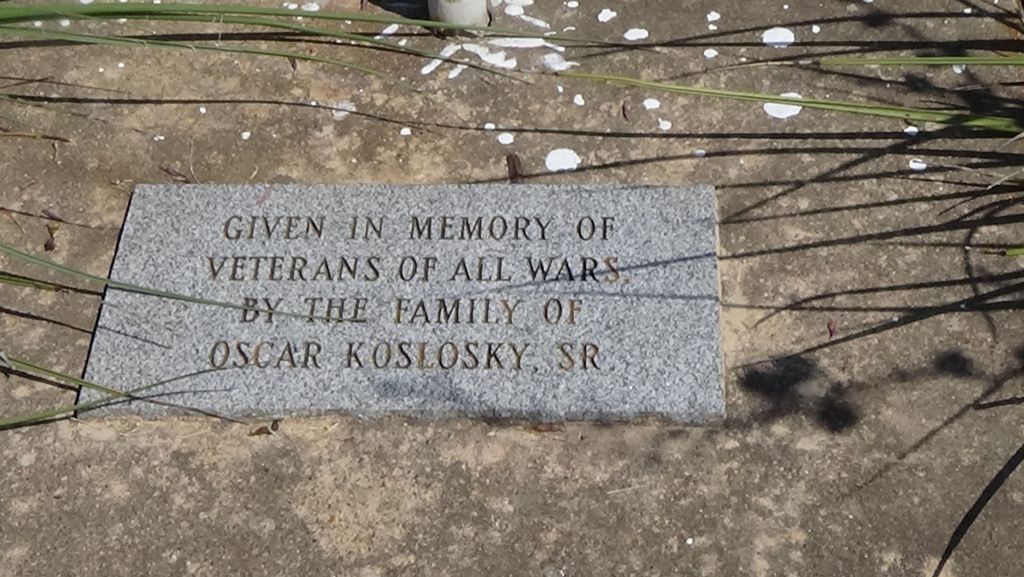 GIVEN IN MEMORY OF
VETERANS OF ALL WARS.
BY THE FAMILY OF
OSCAR KOSLOSKY, SR.